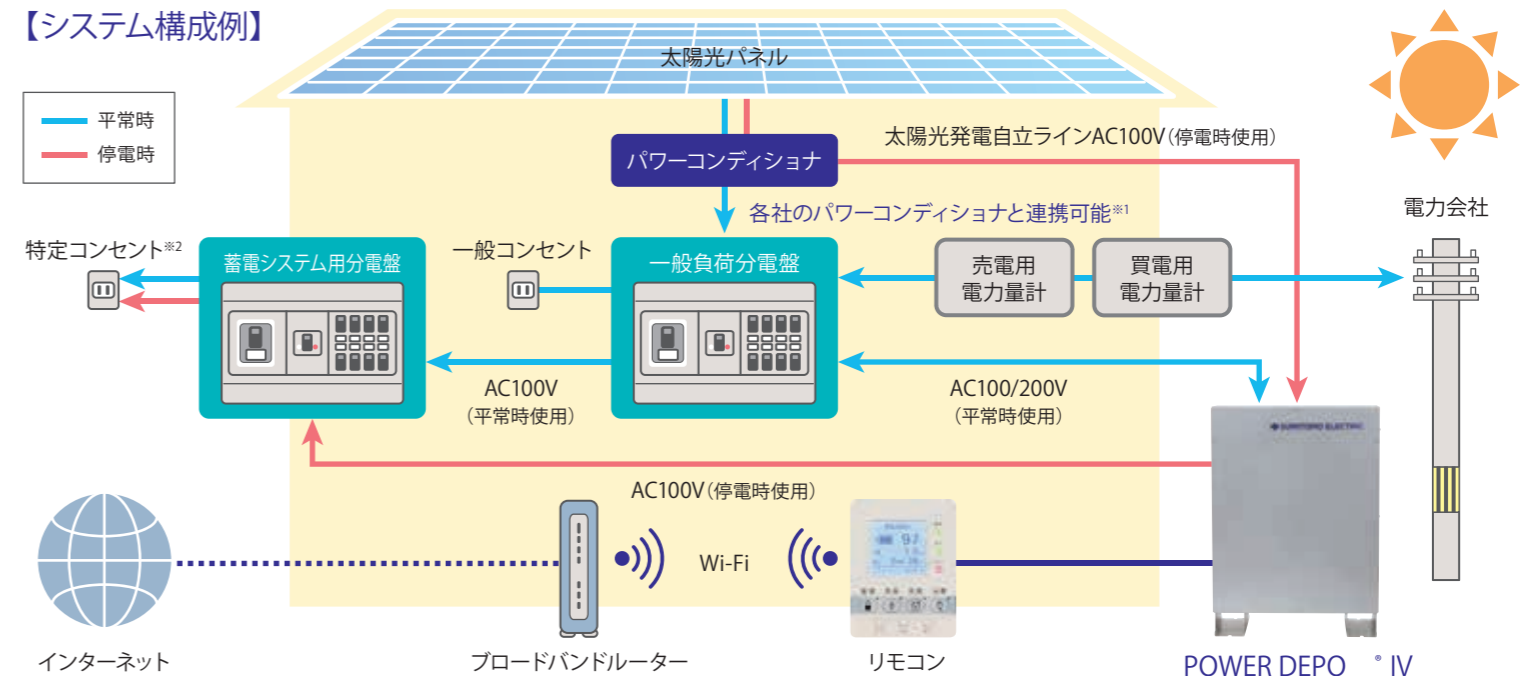 【システム構成例】
太陽光パネル
平常時
停電時
パワーコンディショナ
太陽光発電自立ラインAC100V(停電時使用)
各社のパワーコンディショナと連携可能※1
電力会社
特定コンセント※2
蓄電システム用分電盤
一般コンセント
一般負荷分電盤
売電用
電力量計
買電用
電力量計
AC100V
(平常時使用)
AC100/200V
(平常時使用)
SUMITOMO ELECTRIC
AC100V(停電時使用)
Wi-Fi
インターネット
ブロードバンドルーター
リモコン
POWER DEPO ® IV